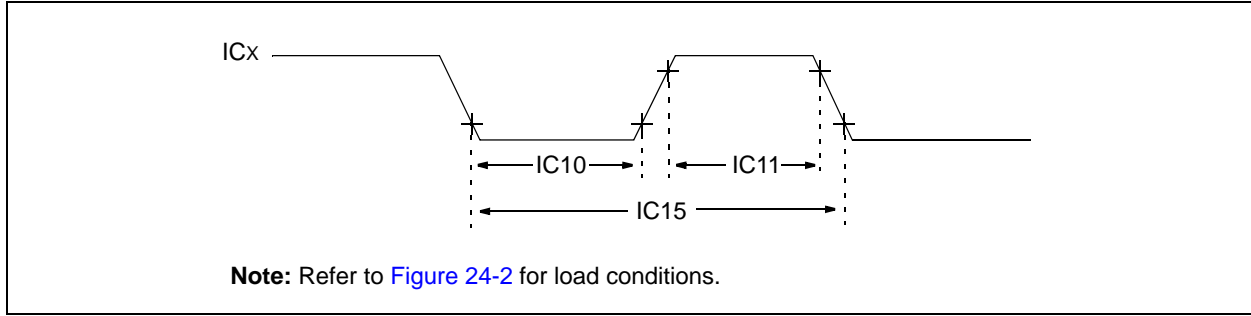 ICx
IC10
IC11
IC15
Note: Refer to Figure 24-2 for load conditions.